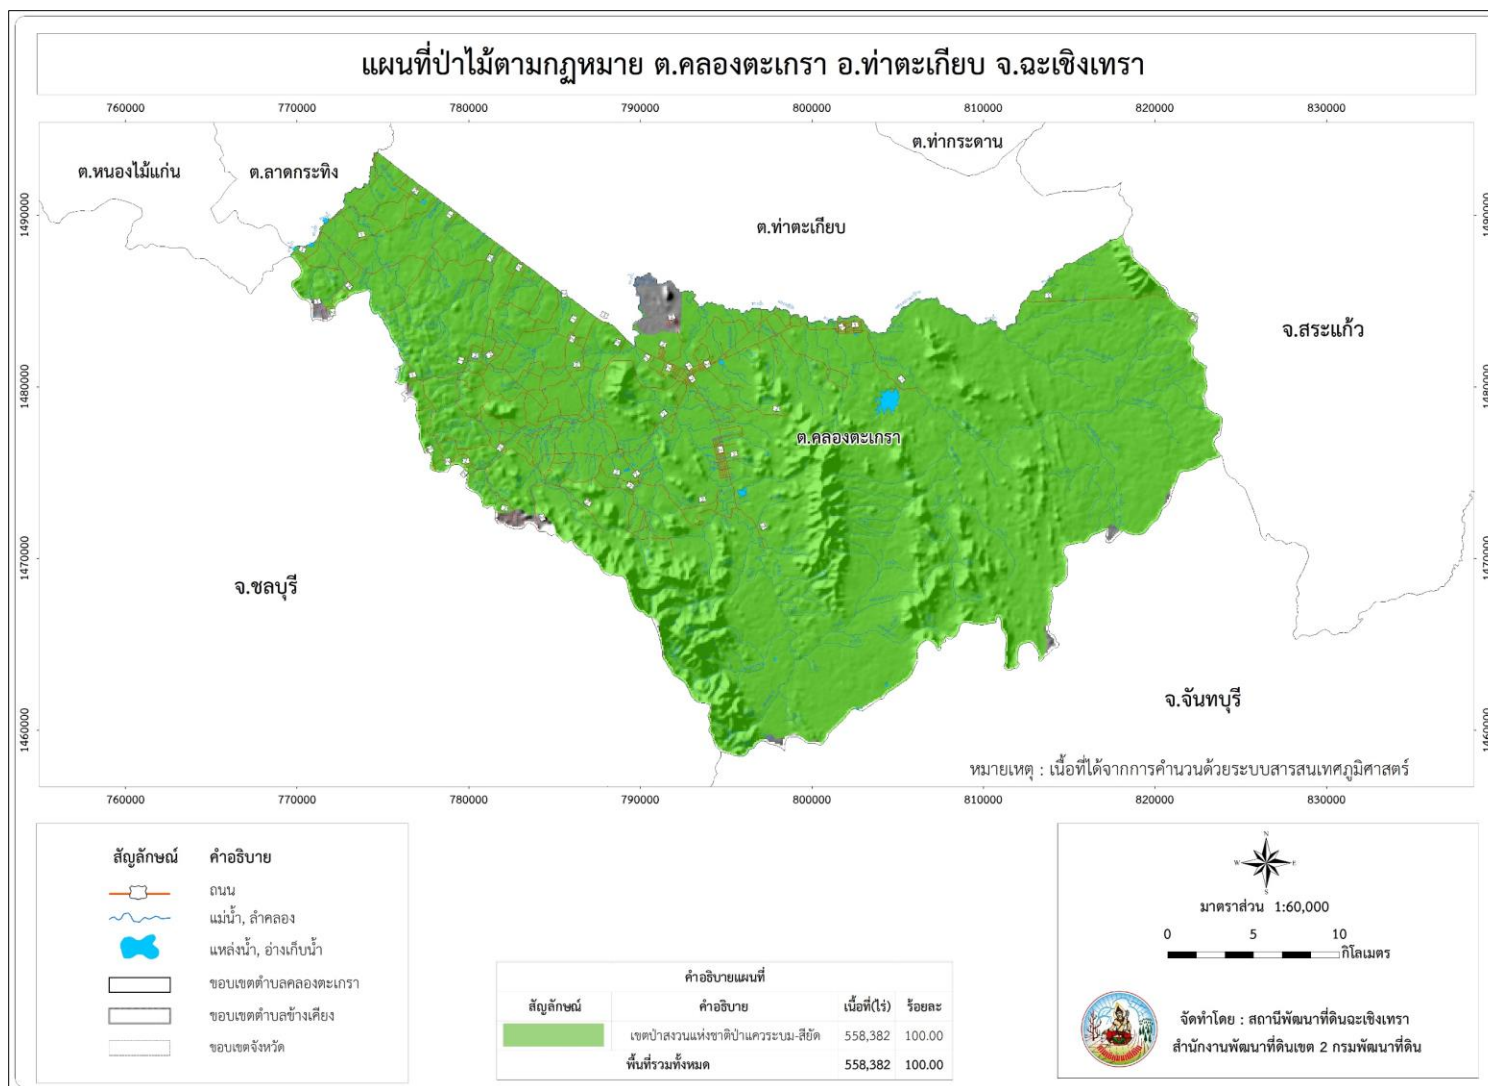 แผนที่ป่าไม้ตามกฎหมาย ต.คลองตะเกรา อ.ท่าตะเกียบ จ.ฉะเชิงเทรา
760000 770000 780000 790000 800000 810000 820000 830000
ต.ท่ากระดาน
ต.หนองไม้แก่น
ต.ลาดกระทิง
1490000
1490000
ต.ท่าตะเกียบ
จ.สระแก้ว
1480000
1480000
ต.คลองตะเกรา
1470000
1470000
จ.ชลบุรี
จ.จันทบุรี
1460000
1460000
หมายเหตุ : เนื้อที่ได้จากการคำนวนด้วยระบบสารสนเทศภูมิศาสตร์
760000 770000 780000 790000 800000 810000 820000 830000
สัญลักษณ์ คำอธิบาย
ถนน
แม่น้ำ, ลำคลอง
แหล่งน้ำ, อ่างเก็บน้ำ
ขอบเขตตำบลคลองตะเกรา
ขอบเขตตำบลข้างเคียง
ขอบเขตจังหวัด
คำอธิบายแผนที่
สัญลักษณ์ คำอธิบาย เนื้อที่(ไร่) ร้อยละ
เขตป่าสงวนแห่งชาติป่าแควระบม-สียัด 558,382 100.00
พื้นที่รวมทั้งหมด 558,382 100.00
N
W E
S
มาตราส่วน 1:60,000
0 5 10
กิโลเมตร
จัดทำโดย : สถานีพัฒนาที่ดินฉะเชิงเทรา
สำนักงานพัฒนาที่ดินเขต 2 กรมพัฒนาที่ดิน